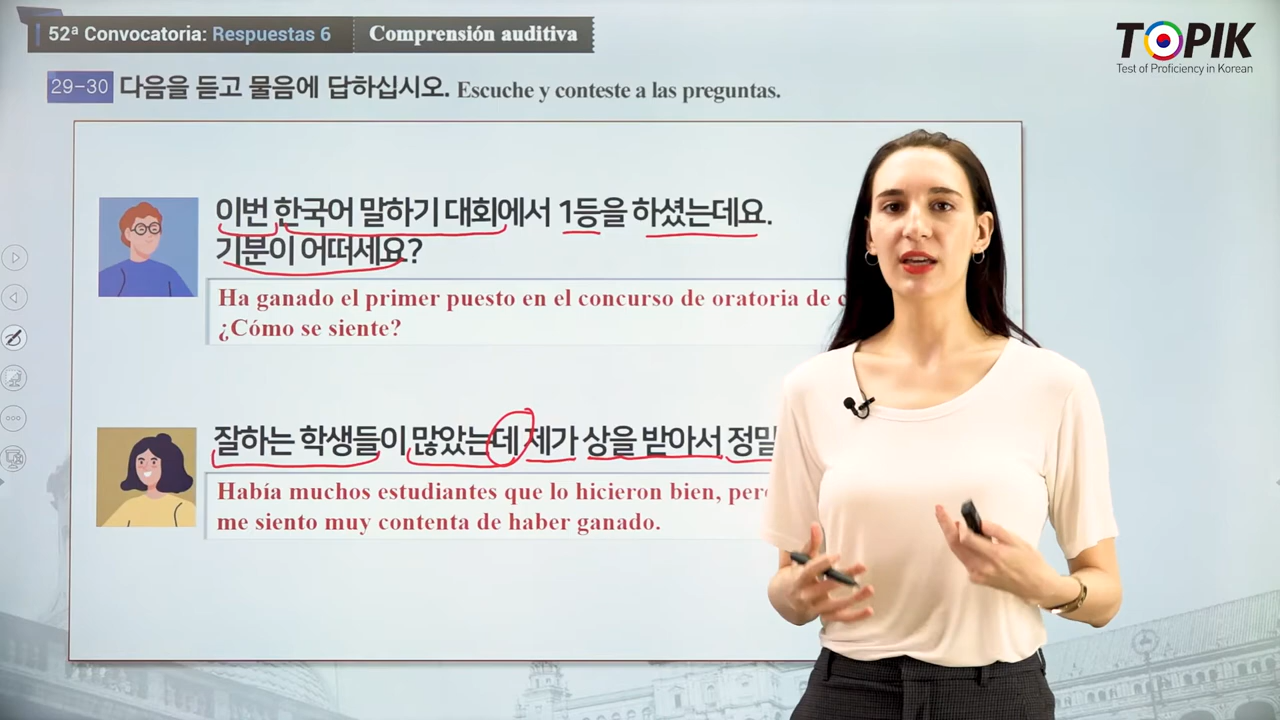 52ª Convocatoria: Respuestas 6
Comprensión auditiva
TOPIK
Test of Proficiency in Korean
29-30 다음을 듣고 물음에 답하십시오. Escuche y conteste a las preguntas.
이번 한국어 말하기 대회에서 1등을 하셨는데요.
기분이 어떠세요?
Ha ganado el primer puesto en el concurso de oratoria de
¿Cómo se siente?
잘하는 학생들이 많았는데 제가 상을 받아서
Había muchos estudiantes que lo hicieron bien,
me siento muy contenta de haber ganado.